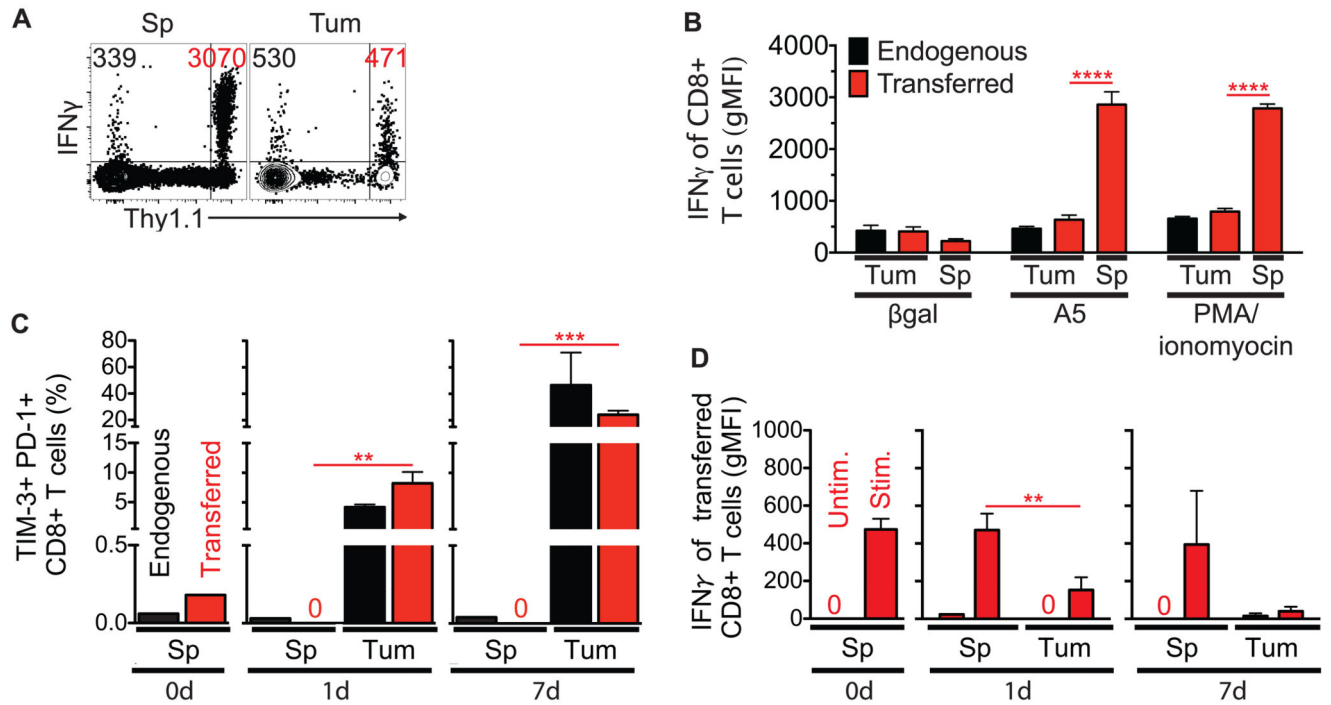 A
Sp Tum
339 3070 530 471
IFNγ
Thy1.1
B
IFNγ of CD8+
T cells (gMFI)
4000
3000
2000
1000
0
Endogenous
Transferred
****
****
Tum Sp Tum Sp Tum Sp
βgal A5 PMA/
ionomyocin
C
TIM-3+ PD-1+
CD8+ T cells (%)
80
60
40
20
15
10
5
0.5
0.0
Endogenous
Transferred
**
***
0
0
Sp Sp Tum Sp Tum
0d 1d 7d
D
IFNγ of transferred
CD8+ T cells (gMFI)
1000
800
600
400
200
0
Untim.
Stim.
**
0
0
0
Sp Sp Tum Sp Tum
0d 1d 7d